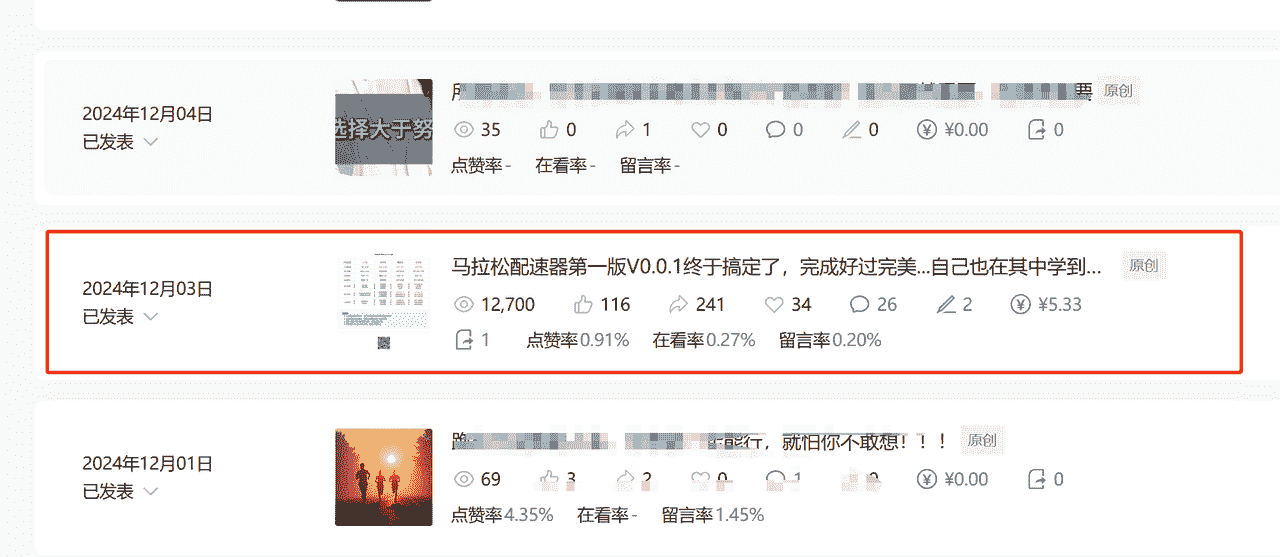 要 原创
2024年12月04日
已发表
选择大于努
35 0 1 0 0 0 ¥0.00 0
点赞率- 在看率- 留言率-
马拉松配速器第一版V0.0.1终于搞定了，完成好过完美...自己也在其中学到... 原创
2024年12月03日
已发表
12,700 116 241 34 26 2 ¥5.33
1 点赞率0.91% 在看率0.27% 留言率0.20%
能行，就怕你不敢想！！！ 原创
2024年12月01日
已发表
69 3 2 0 1 0 ¥0.00 0
点赞率4.35% 在看率- 留言率1.45%